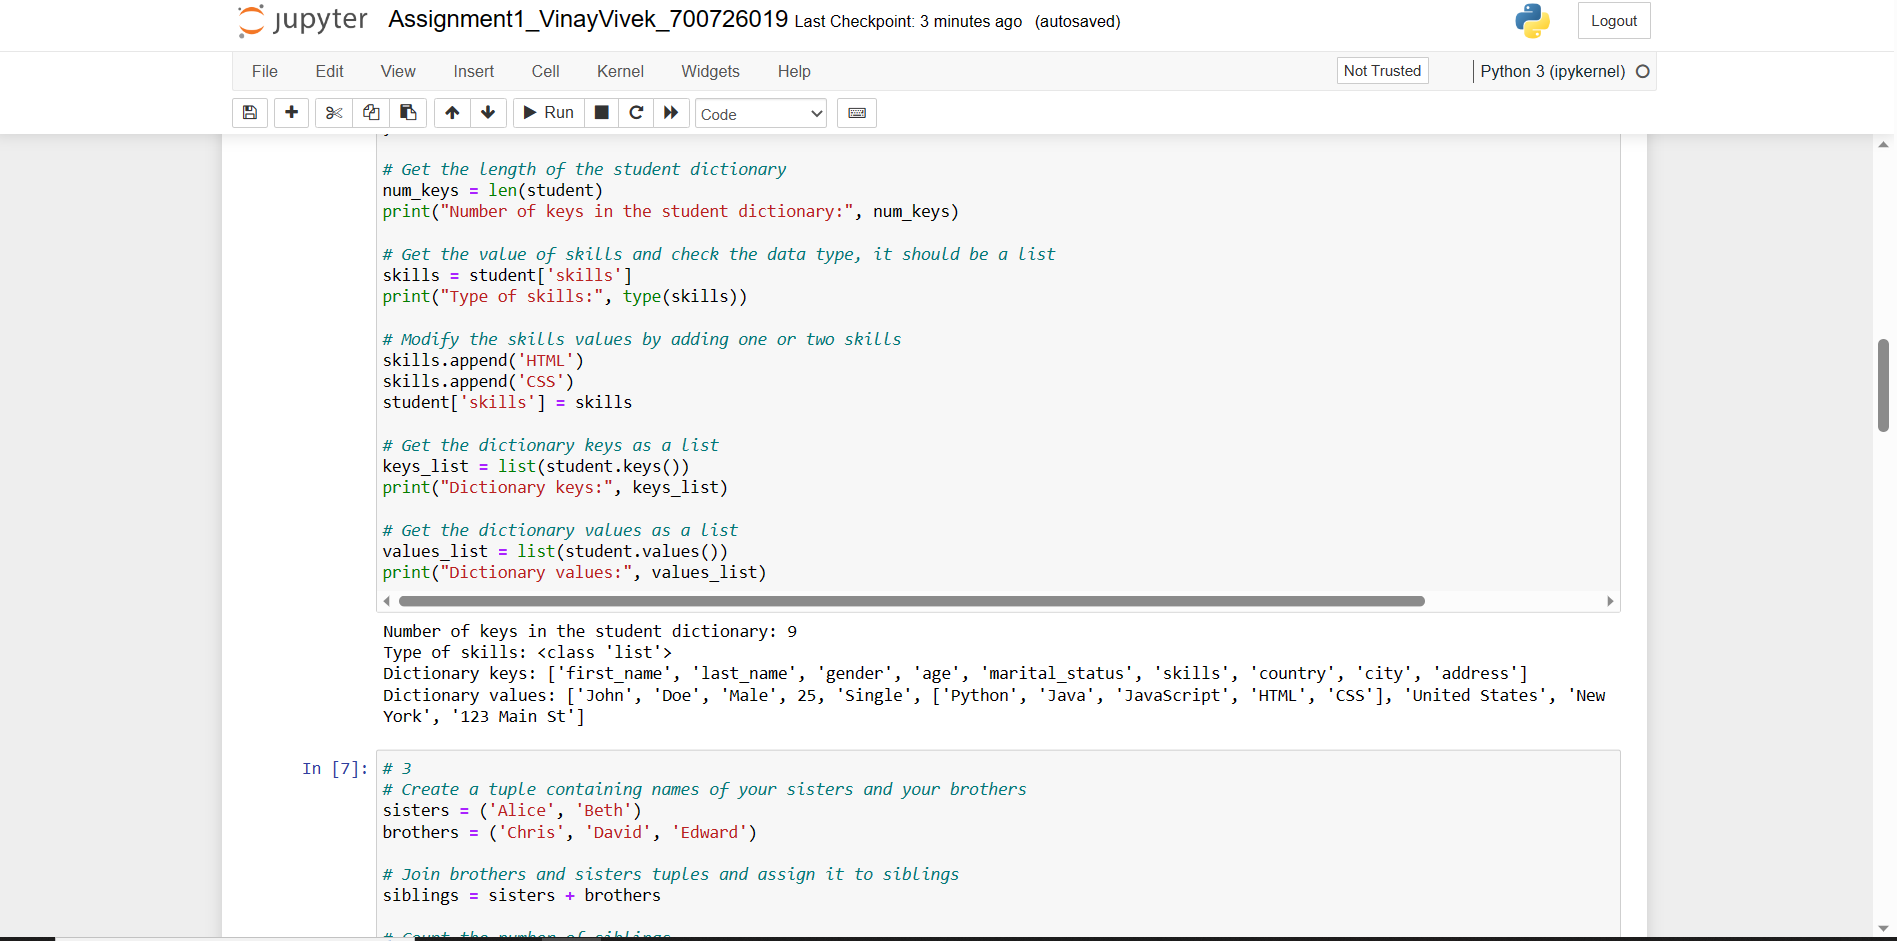 jupyter Assignment1_VinayVivek_700726019 Last Checkpoint: 3 minutes ago (autosaved) Logout
File Edit View Insert Cell Kernel Widgets Help Not Trusted Python 3 (ipykernel)
Run Code
# Get the length of the student dictionary
num_keys = len(student)
print("Number of keys in the student dictionary:", num_keys)
# Get the value of skills and check the data type, it should be a list
skills = student['skills']
print("Type of skills:", type(skills))
# Modify the skills values by adding one or two skills
skills.append('HTML')
skills.append('CSS')
student['skills'] = skills
# Get the dictionary keys as a list
keys_list = list(student.keys())
print("Dictionary keys:", keys_list)
# Get the dictionary values as a list
values_list = list(student.values())
print("Dictionary values:", values_list)
Number of keys in the student dictionary: 9
Type of skills: <class 'list'>
Dictionary keys: ['first_name', 'last_name', 'gender', 'age', 'marital_status', 'skills', 'country', 'city', 'address']
Dictionary values: ['John', 'Doe', 'Male', 25, 'Single', ['Python', 'Java', 'JavaScript', 'HTML', 'CSS'], 'United States', 'New
York', '123 Main St']
In [7]: # 3
# Create a tuple containing names of your sisters and your brothers
sisters = ('Alice', 'Beth')
brothers = ('Chris', 'David', 'Edward')
# Join brothers and sisters tuples and assign it to siblings
siblings = sisters + brothers
# Count the number of siblings